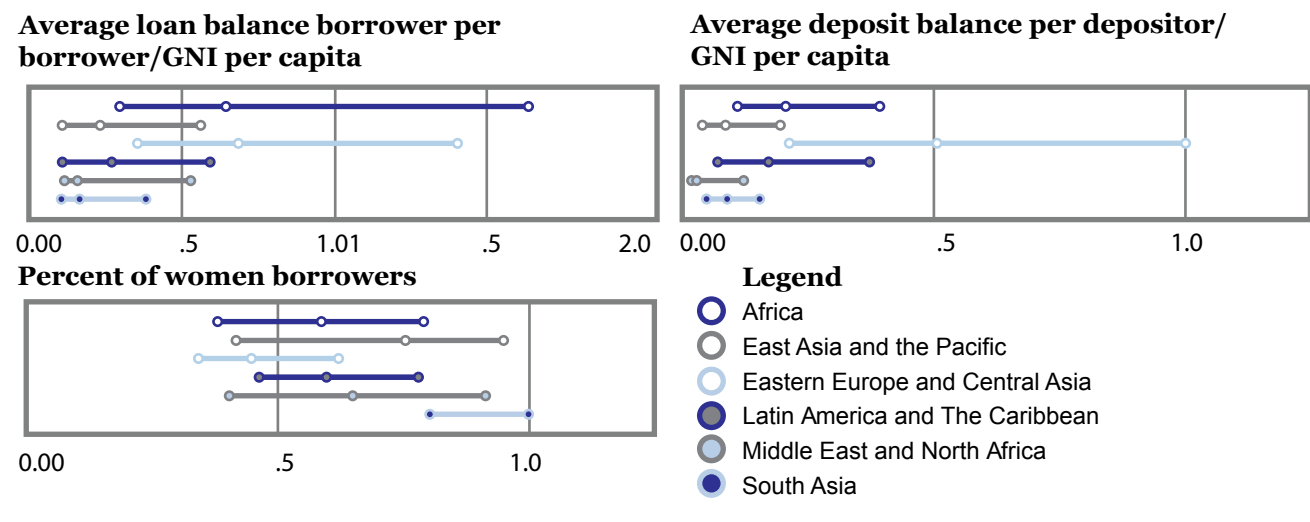 Average loan balance borrower per
borrower/GNI per capita
0.00 .5 1.01 .5 2.0
Average deposit balance per depositor/
GNI per capita
0.00 .5 1.0
Percent of women borrowers
0.00 .5 1.0
Legend
Africa
East Asia and the Pacific
Eastern Europe and Central Asia
Latin America and The Caribbean
Middle East and North Africa
South Asia